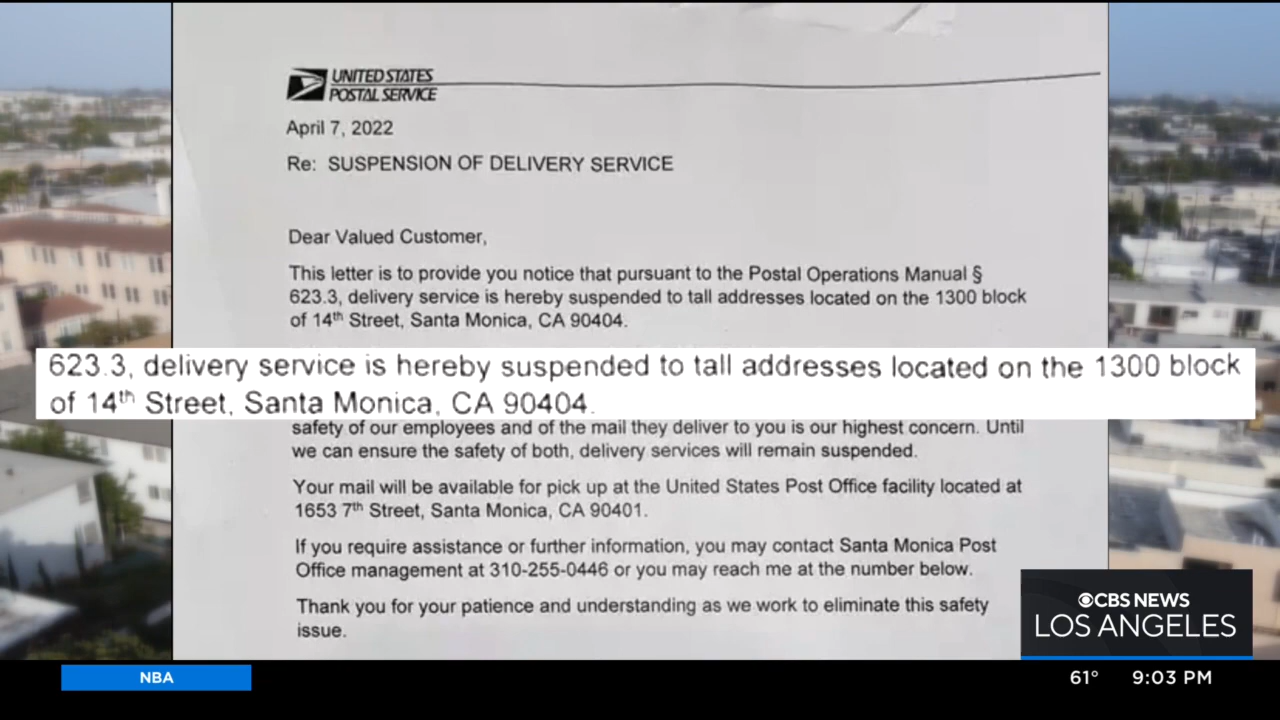 UNITED STATES
POSTAL SERVICE
April 7, 2022
Re: SUSPENSION OF DELIVERY SERVICE
Dear Valued Customer,
This letter is to provide you notice that pursuant to the Postal Operations Manual §
623.3, delivery service is hereby suspended to tall addresses located on the 1300 block
of 14th Street, Santa Monica, CA 90404.
623.3, delivery service is hereby suspended to tall addresses located on the 1300 block
of 14th Street, Santa Monica, CA 90404.
safety of our employees and of the mail they deliver to you is our highest concern. Until
we can ensure the safety of both, delivery services will remain suspended.
Your mail will be available for pick up at the United States Post Office facility located at
1653 7th Street, Santa Monica, CA 90401.
If you require assistance or further information, you may contact Santa Monica Post
Office management at 310-255-0446 or you may reach me at the number below.
Thank you for your patience and understanding as we work to eliminate this safety
issue.
CBS NEWS
LOS ANGELES
NBA
61° 9:03 PM